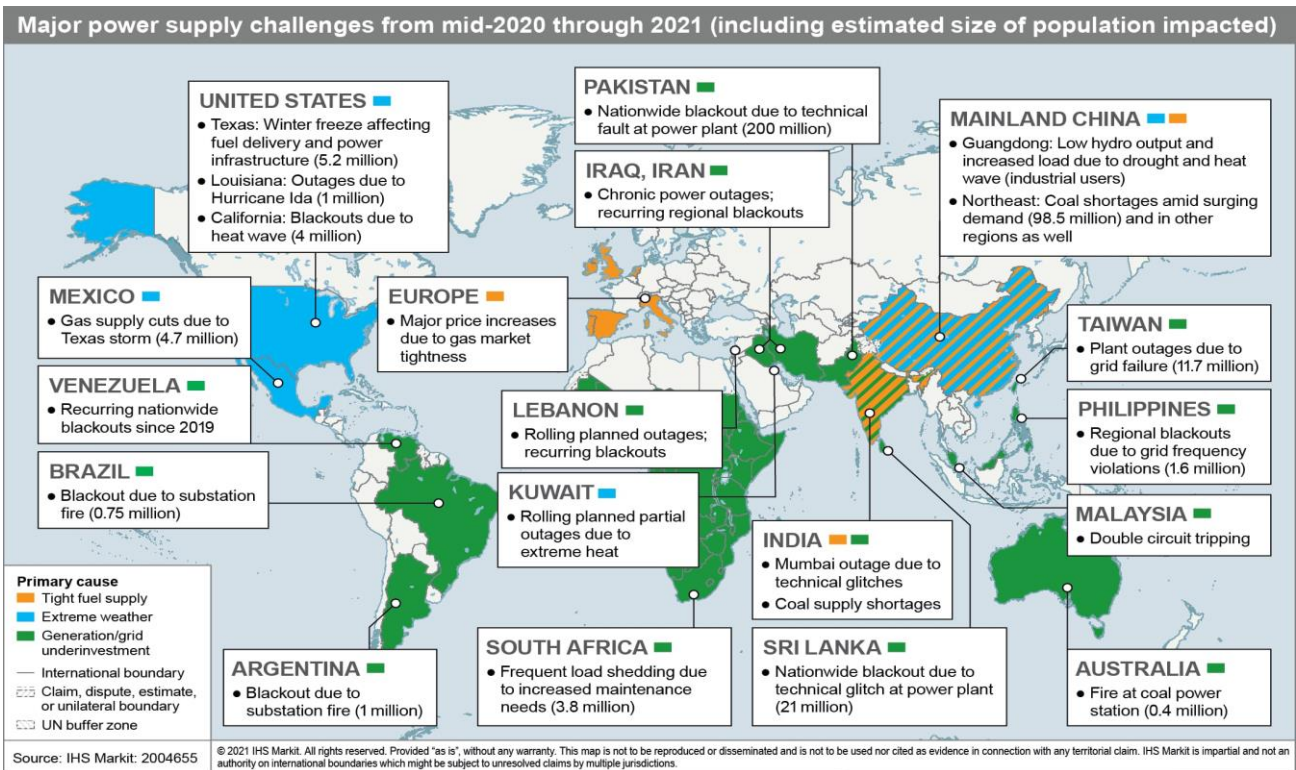 Major power supply challenges from mid-2020 through 2021 (including estimated size of population impacted)
UNITED STATES
• Texas: Winter freeze affecting
fuel delivery and power
infrastructure (5.2 million)
• Louisiana: Outages due to
Hurricane Ida (1 million)
• California: Blackouts due to
heat wave (4 million)
PAKISTAN
• Nationwide blackout due to technical
fault at power plant (200 million)
IRAQ, IRAN
• Chronic power outages;
recurring regional blackouts
MAINLAND CHINA
• Guangdong: Low hydro output and
increased load due to drought and heat
wave (industrial users)
• Northeast: Coal shortages amid surging
demand (98.5 million) and in other
regions as well
MEXICO
• Gas supply cuts due to
Texas storm (4.7 million)
EUROPE
• Major price increases
due to gas market
tightness
TAIWAN
• Plant outages due to
grid failure (11.7 million)
VENEZUELA
• Recurring nationwide
blackouts since 2019
LEBANON
• Rolling planned outages;
recurring blackouts
PHILIPPINES
• Regional blackouts
due to grid frequency
violations (1.6 million)
BRAZIL
• Blackout due to substation
fire (0.75 million)
KUWAIT
• Rolling planned partial
outages due to
extreme heat
MALAYSIA
• Double circuit tripping
INDIA
• Mumbai outage due to
technical glitches
• Coal supply shortages
Primary cause
Tight fuel supply
Extreme weather
Generation/grid
underinvestment
International boundary
Claim, dispute, estimate,
or unilateral boundary
UN buffer zone
ARGENTINA
• Blackout due to
substation fire (1 million)
SOUTH AFRICA
• Frequent load shedding due
to increased maintenance
needs (3.8 million)
SRI LANKA
• Nationwide blackout due to
technical glitch at power plant
(21 million)
AUSTRALIA
• Fire at coal power
station (0.4 million)
Source: IHS Markit: 2004655
© 2021 IHS Markit. All rights reserved. Provided "as is", without any warranty. This map is not to be reproduced or disseminated and is not to be used nor cited as evidence in connection with any territorial claim. IHS Markit is impartial and not an
authority on international boundaries which might be subject to unresolved claims by multiple jurisdictions.